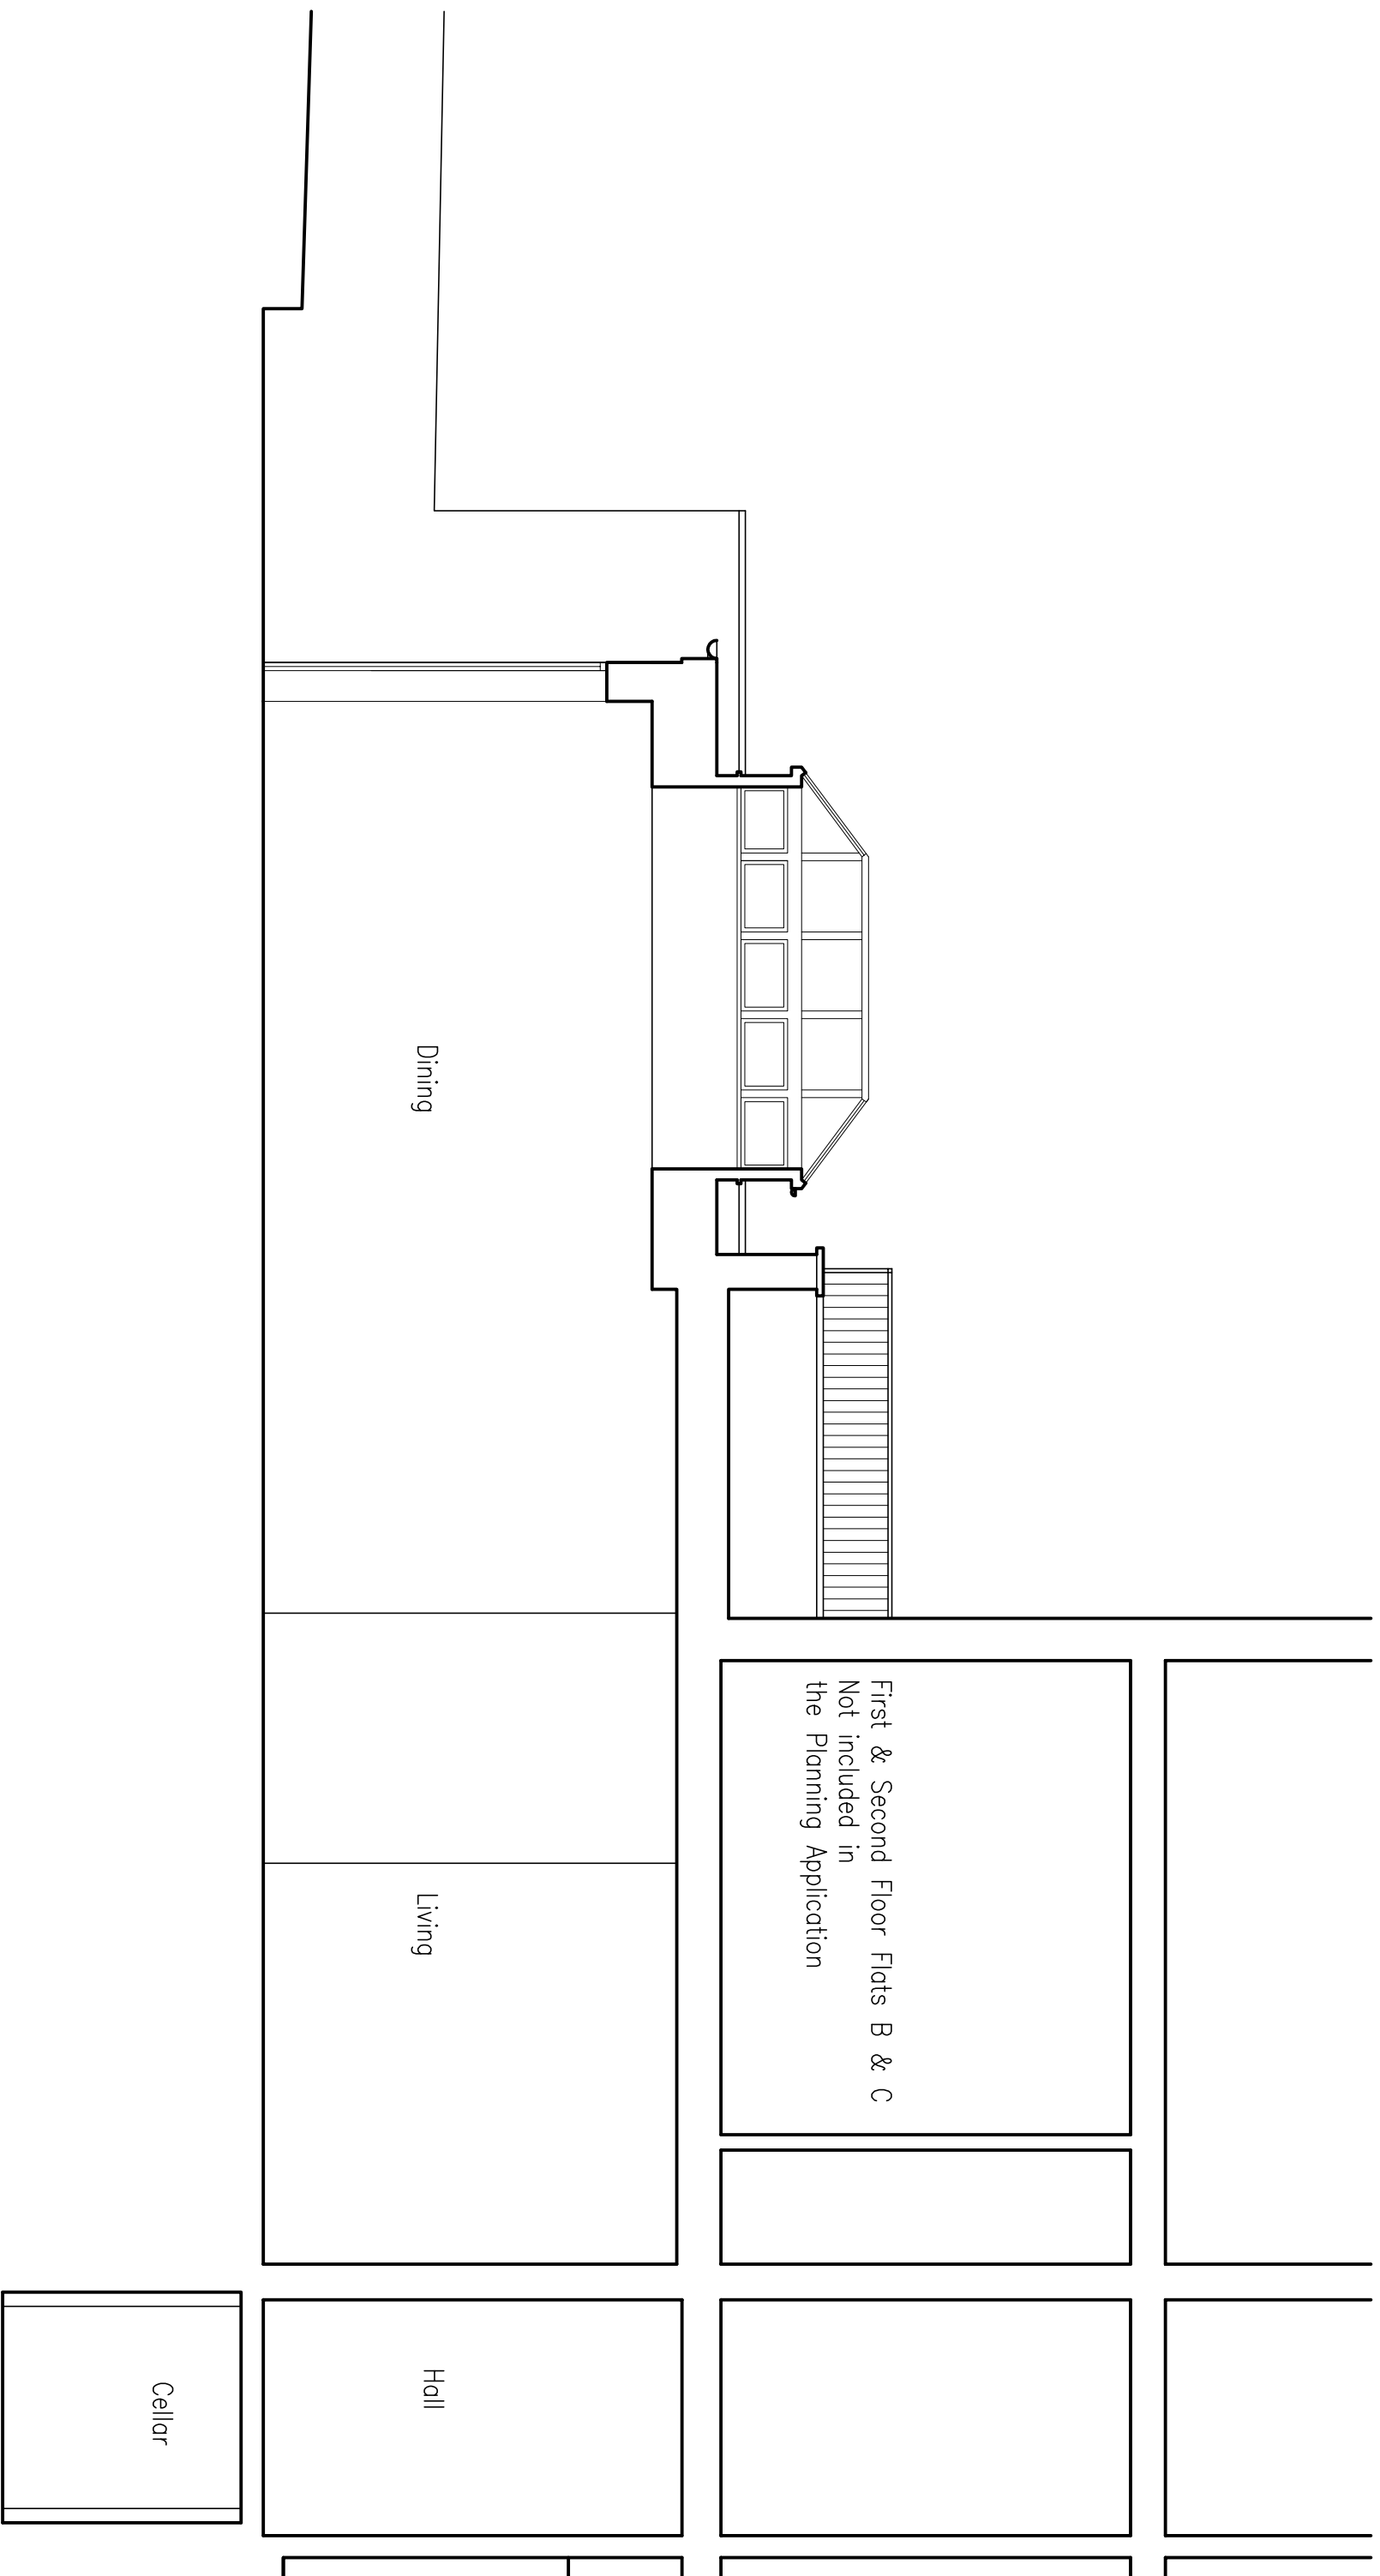 First & Second Floor Flats B & C
Not included in
the Planning Application
Dining
Living
Hall
Cellar